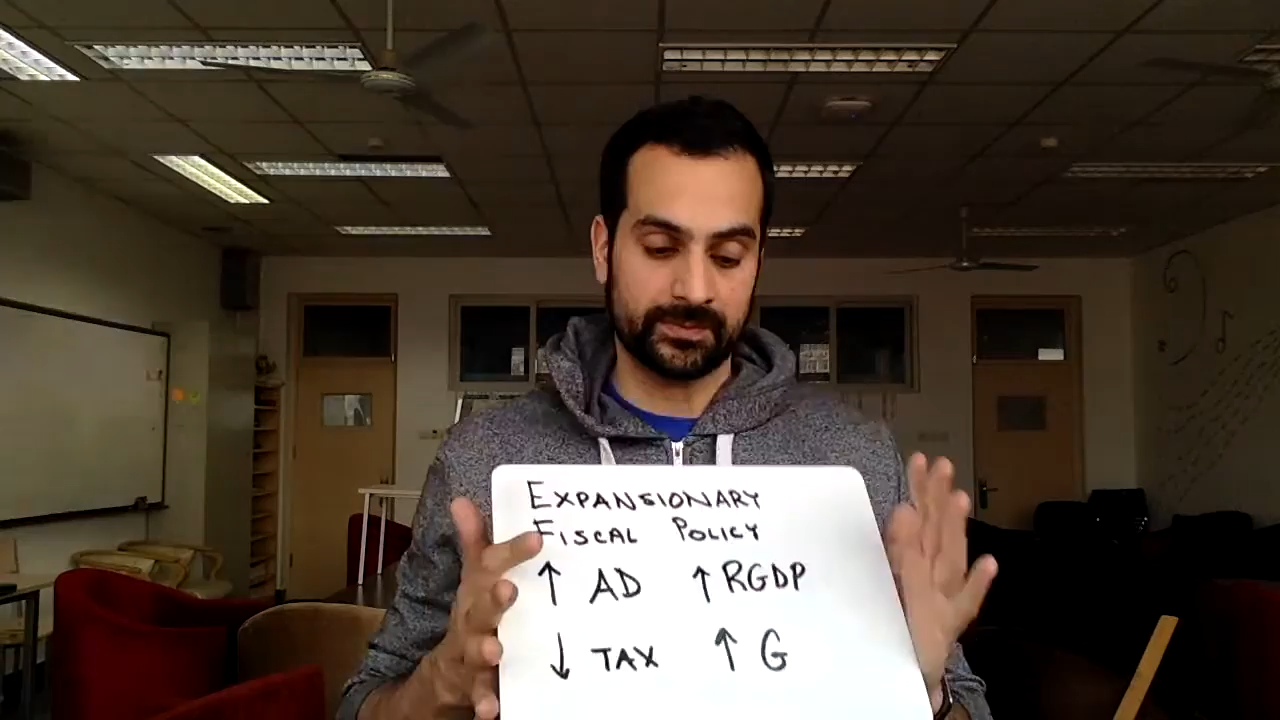 EXPANSIONARY
FISCAL POLICY
↑ AD ↑ RGDP
↓ TAX ↑ G